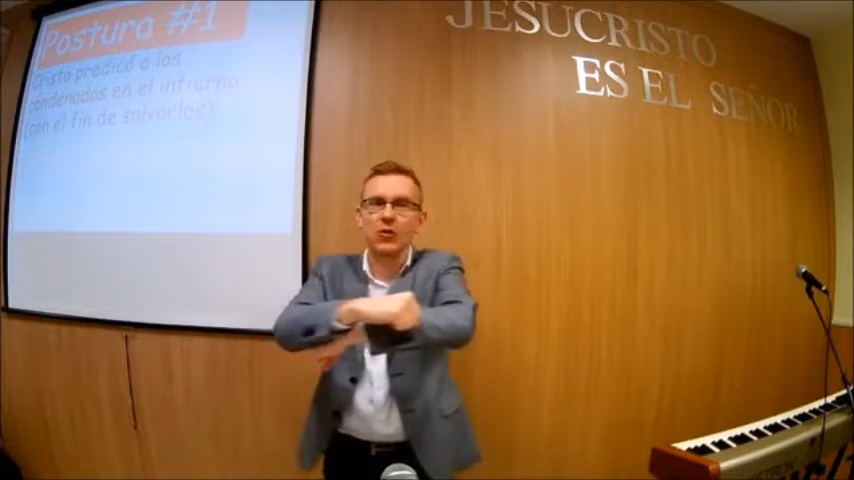 Postura #1
Cristo predicó a los
condenados en el infierno
(con el fin de salvarlos)
JESUCRISTO
ES EL SEÑOR